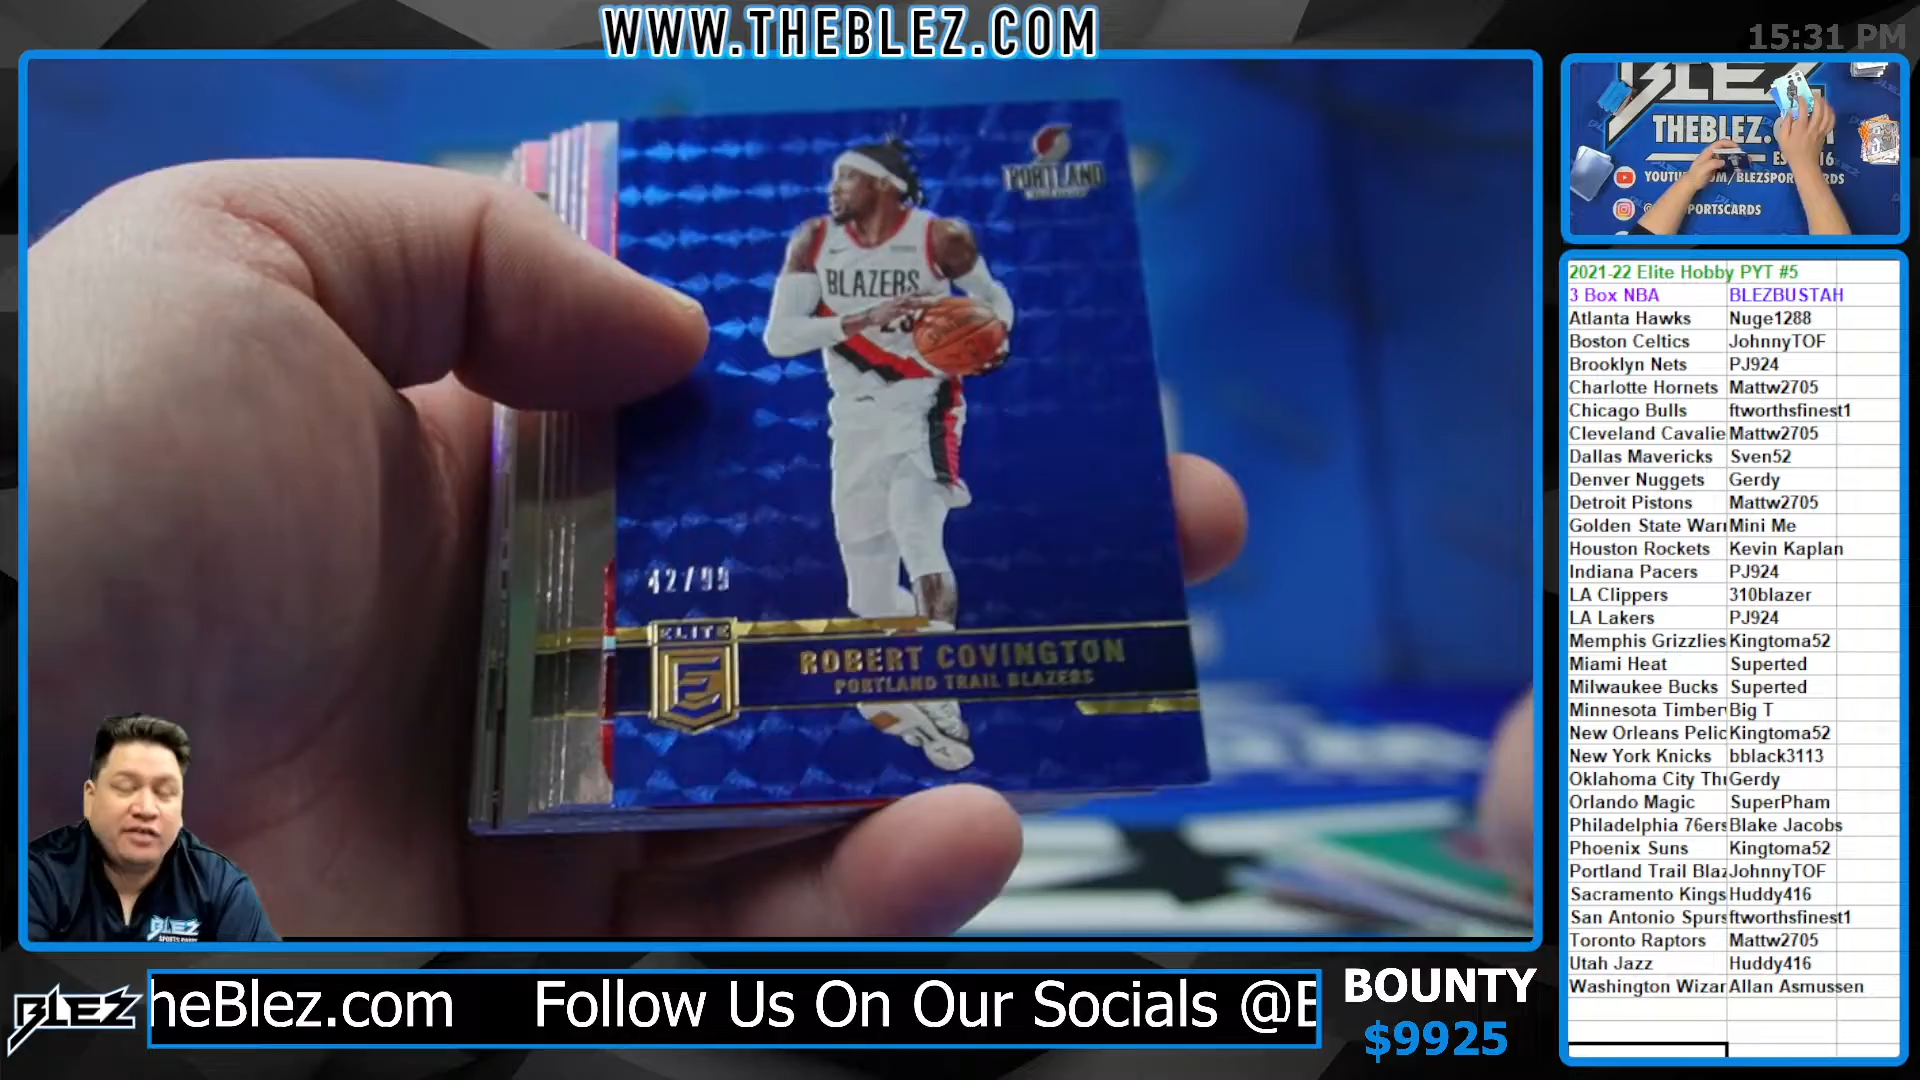 WWW.THEBLEZ.COM
15:31 PM
PORTLAND
BLAZERS
42/99
ELITE
E
ROBERT COVINGTON
PORTLAND TRAIL BLAZERS
BLEZ
BLEZ
THEBLEZ.COM
2021-22 Elite Hobby PYT #5
3 Box NBA BLEZBUSTAH
Atlanta Hawks Nuge1288
Boston Celtics JohnnyTOF
Brooklyn Nets PJ924
Charlotte Hornets Mattw2705
Chicago Bulls ftworthsfinest1
Cleveland Cavalie Mattw2705
Dallas Mavericks Sven52
Denver Nuggets Gerdy
Detroit Pistons Mattw2705
Golden State Warr Mini Me
Houston Rockets Kevin Kaplan
Indiana Pacers PJ924
LA Clippers 310blazer
LA Lakers PJ924
Memphis Grizzlies Kingtoma52
Miami Heat Superted
Milwaukee Bucks Superted
Minnesota Timber Big T
New Orleans Pelic Kingtoma52
New York Knicks bblack3113
Oklahoma City Thu Gerdy
Orlando Magic SuperPham
Philadelphia 76ers Blake Jacobs
Phoenix Suns Kingtoma52
Portland Trail Blaz JohnnyTOF
Sacramento Kings Huddy416
San Antonio Spurs ftworthsfinest1
Toronto Raptors Mattw2705
Utah Jazz Huddy416
Washington Wizar Allan Asmussen
BLEZ
heBlez.com Follow Us On Our Socials @B
BOUNTY
$9925